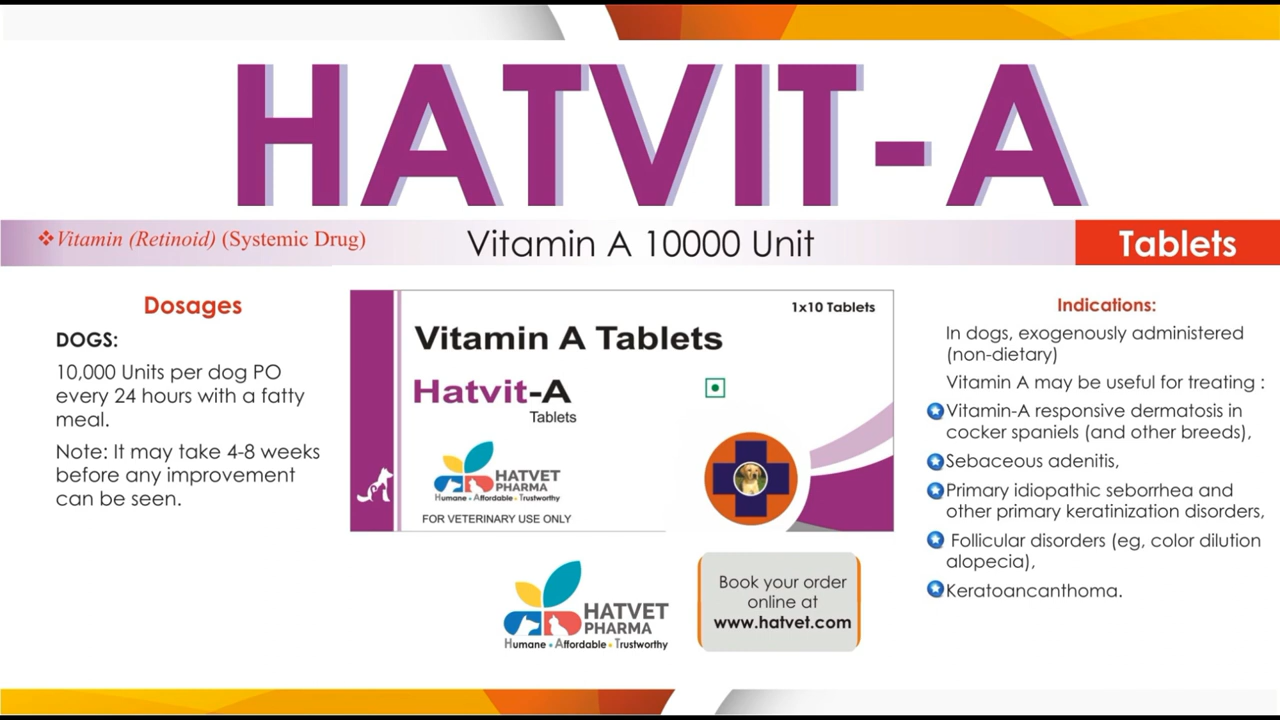 HATVIT-A
❖Vitamin (Retinoid) (Systemic Drug)
Vitamin A 10000 Unit
Tablets
Dosages
DOGS:
10,000 Units per dog PO
every 24 hours with a fatty
meal.
Note: It may take 4-8 weeks
before any improvement
can be seen.
1x10 Tablets
Vitamin A Tablets
Hatvit-A
Tablets
HATVET
PHARMA
Humane • Affordable • Trustworthy
FOR VETERINARY USE ONLY
HATVET
PHARMA
Humane • Affordable • Trustworthy
Book your order
online at
www.hatvet.com
Indications:
In dogs, exogenously administered
(non-dietary)
Vitamin A may be useful for treating :
Vitamin-A responsive dermatosis in
cocker spaniels (and other breeds),
Sebaceous adenitis,
Primary idiopathic seborrhea and
other primary keratinization disorders,
Follicular disorders (eg, color dilution
alopecia),
Keratoancanthoma.